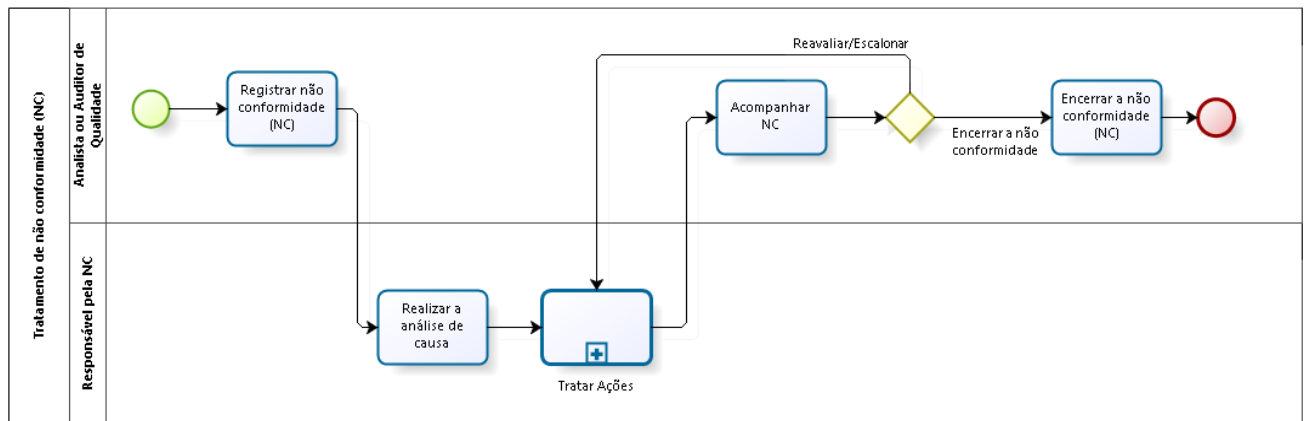 Tratamento de não conformidade (NC)
Analista ou Auditor de
Qualidade
Registrar não
conformidade
(NC)
Reavaliar/Escalonar
Acompanhar
NC
Encerrar a não
conformidade
Encerrar a não
conformidade
(NC)
Responsável pela NC
Realizar a
análise de
causa
Tratar Ações